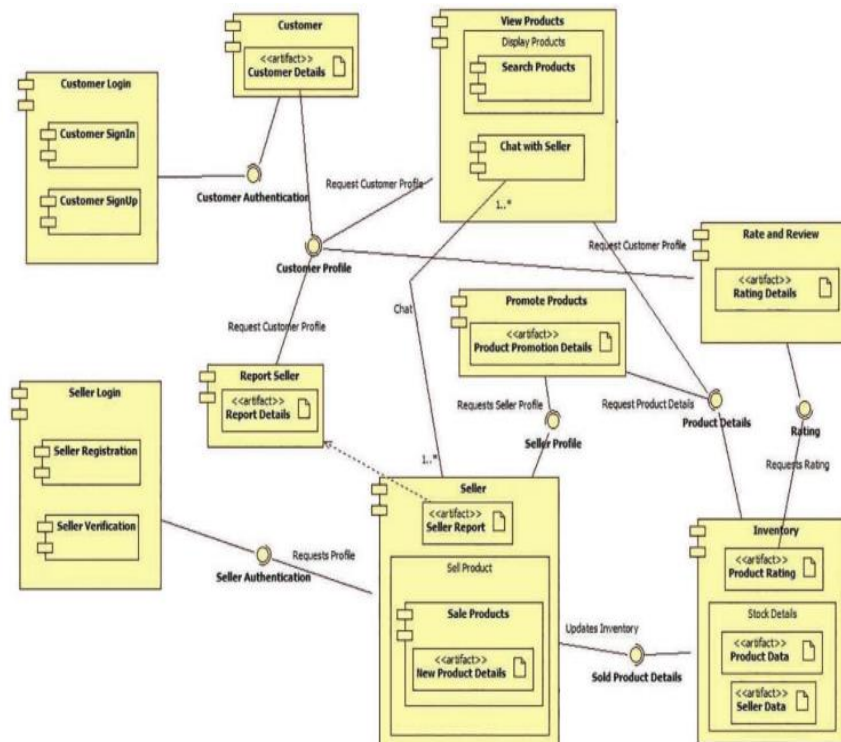 Customer
<<artifact>>
Customer Details
View Products
Display Products
Search Products
Chat with Seller
Customer Login
Customer SignIn
Customer SignUp
Customer Authentication
Request Customer Profile
1..*
Request Customer Profile
Customer Profile
Rate and Review
<<artifact>>
Rating Details
Chat
Promote Products
<<artifact>>
Product Promotion Details
Request Customer Profile
Report Seller
<<artifact>>
Report Details
Seller Login
Seller Registration
Seller Verification
Requests Seller Profile
Seller Profile
Request Product Details
Product Details
Rating
Requests Rating
1..*
Seller
<<artifact>>
Seller Report
Sell Product
Sale Products
<<artifact>>
New Product Details
Requests Profile
Seller Authentication
Updates Inventory
Sold Product Details
Inventory
<<artifact>>
Product Rating
Stock Details
<<artifact>>
Product Data
<<artifact>>
Seller Data